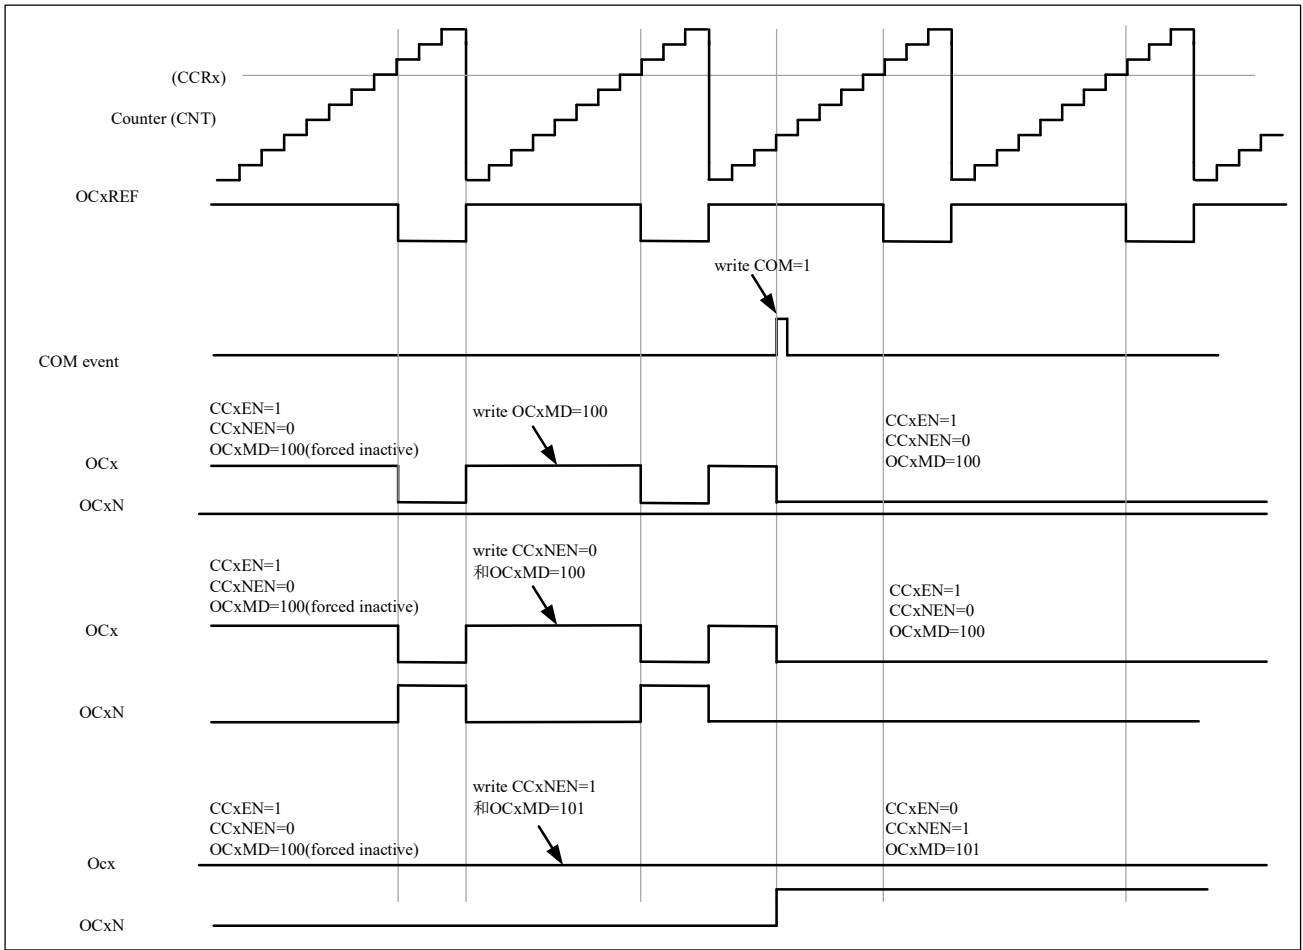 (CCRx)
Counter (CNT)
OCxREF
write COM=1
COM event
CCxEN=1
CCxNEN=0
OCxMD=100(forced inactive)
write OCxMD=100
CCxEN=1
CCxNEN=0
OCxMD=100
OCx
OCxN
CCxEN=1
CCxNEN=0
OCxMD=100(forced inactive)
write CCxNEN=0
和OCxMD=100
CCxEN=1
CCxNEN=0
OCxMD=100
OCx
OCxN
CCxEN=1
CCxNEN=0
OCxMD=100(forced inactive)
write CCxNEN=1
和OCxMD=101
CCxEN=0
CCxNEN=1
OCxMD=101
Ocx
OCxN